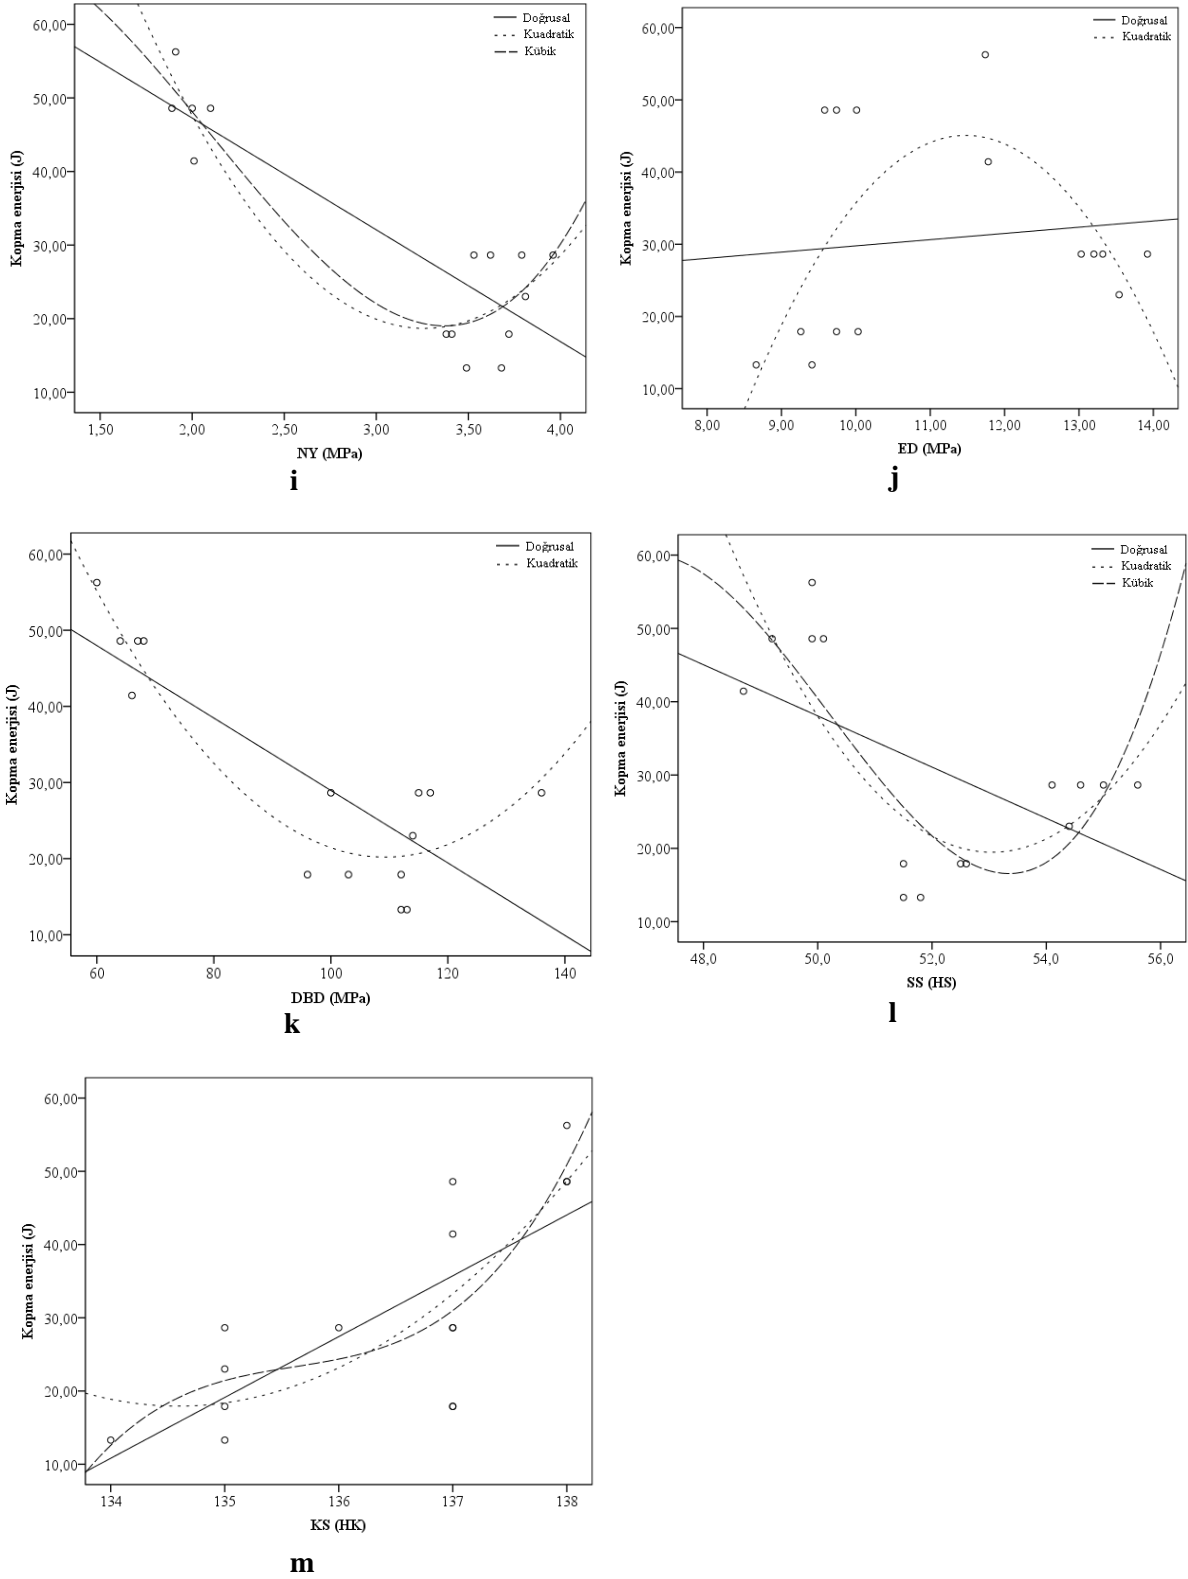 Doğrusal
Kuadratik
Kübik
60,00
50,00
40,00
30,00
20,00
10,00
Kopma enerjisi (J)
1,50 2,00 2,50 3,00 3,50 4,00
NY (MPa)
i
Doğrusal
Kuadratik
60,00
50,00
40,00
30,00
20,00
10,00
Kopma enerjisi (J)
8,00 9,00 10,00 11,00 12,00 13,00 14,00
ED (MPa)
j
Doğrusal
Kuadratik
60,00
50,00
40,00
30,00
20,00
10,00
Kopma enerjisi (J)
60 80 100 120 140
DBD (MPa)
k
Doğrusal
Kuadratik
Kübik
60,00
50,00
40,00
30,00
20,00
10,00
Kopma enerjisi (J)
48,0 50,0 52,0 54,0 56,0
SS (HS)
l
60,00
50,00
40,00
30,00
20,00
10,00
Kopma enerjisi (J)
134 135 136 137 138
KS (HK)
m